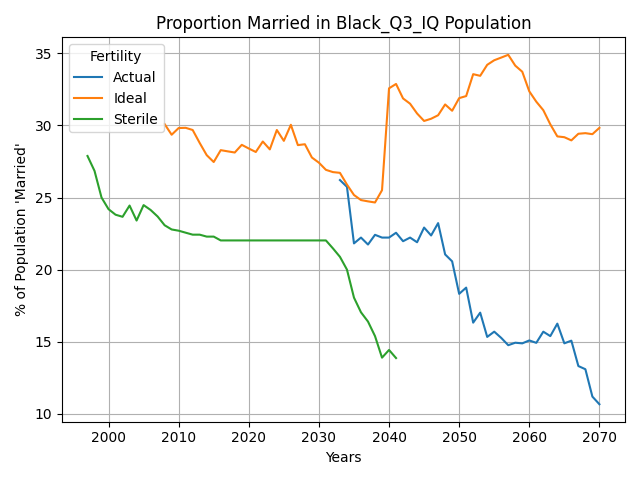 Proportion Married in Black_Q3_IQ Population
% of Population 'Married'
35
30
25
20
15
10
Fertility
Actual
Ideal
Sterile
2000 2010 2020 2030 2040 2050 2060 2070
Years